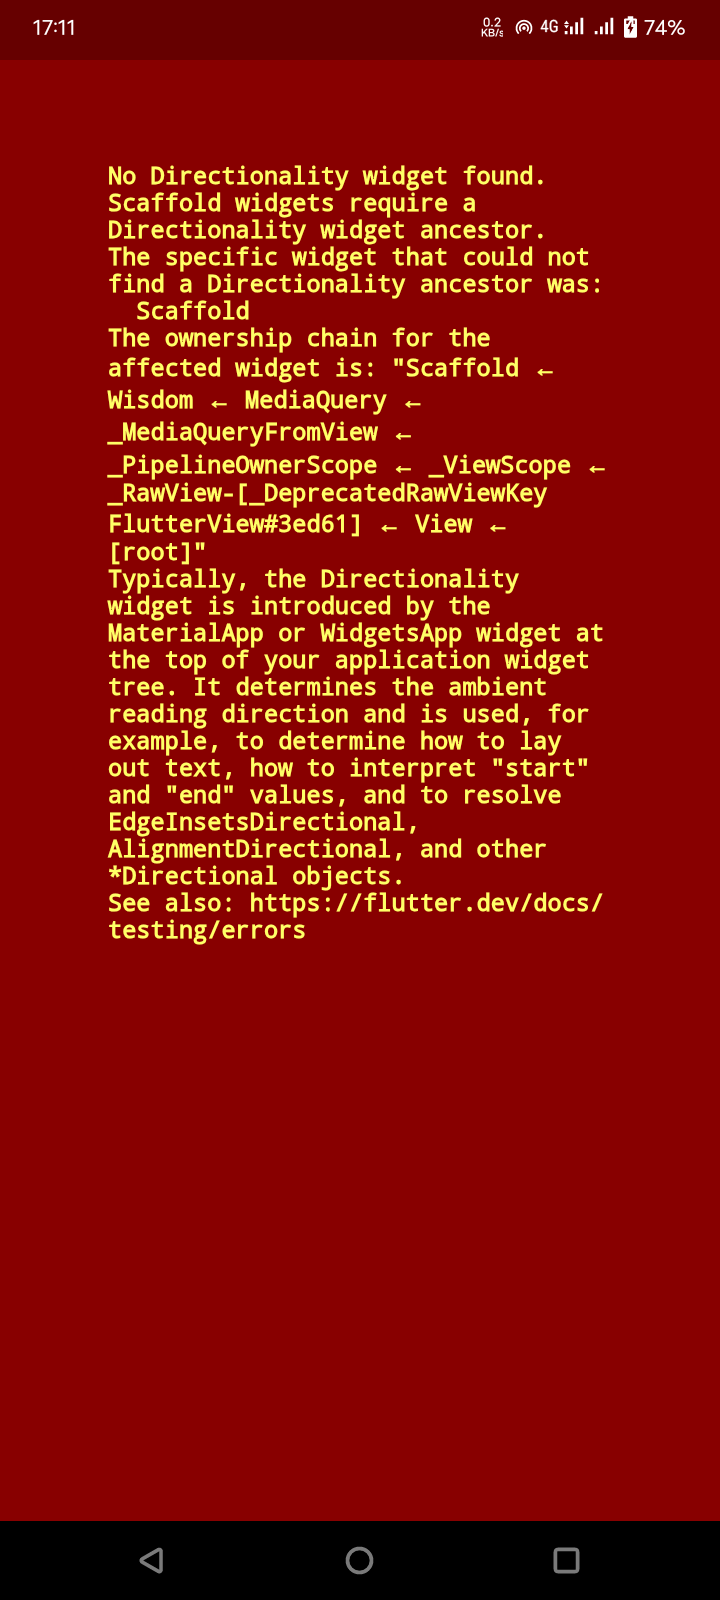 17:11
0.2 KB/s 4G 74%
No Directionality widget found.
Scaffold widgets require a
Directionality widget ancestor.
The specific widget that could not
find a Directionality ancestor was:
  Scaffold
The ownership chain for the
affected widget is: "Scaffold ←
Wisdom ← MediaQuery ←
_MediaQueryFromView ←
_PipelineOwnerScope ← _ViewScope ←
_RawView-[_DeprecatedRawViewKey
FlutterView#3ed61] ← View ←
[root]"
Typically, the Directionality
widget is introduced by the
MaterialApp or WidgetsApp widget at
the top of your application widget
tree. It determines the ambient
reading direction and is used, for
example, to determine how to lay
out text, how to interpret "start"
and "end" values, and to resolve
EdgeInsetsDirectional,
AlignmentDirectional, and other
*Directional objects.
See also: https://flutter.dev/docs/
testing/errors